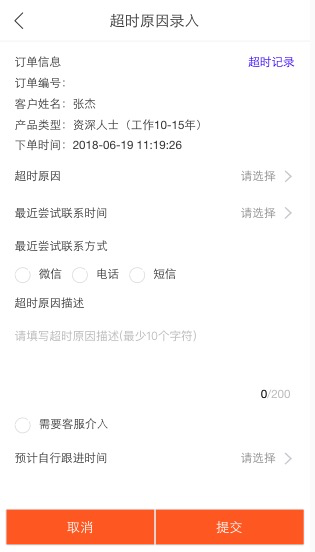 超时原因录入
订单信息 超时记录
订单编号：
客户姓名：张杰
产品类型：资深人士（工作10-15年）
下单时间：2018-06-19 11:19:26
超时原因 请选择
最近尝试联系时间 请选择
最近尝试联系方式
微信 电话 短信
超时原因描述
请填写超时原因描述(最少10个字符)
0/200
需要客服介入
预计自行跟进时间 请选择
取消 提交